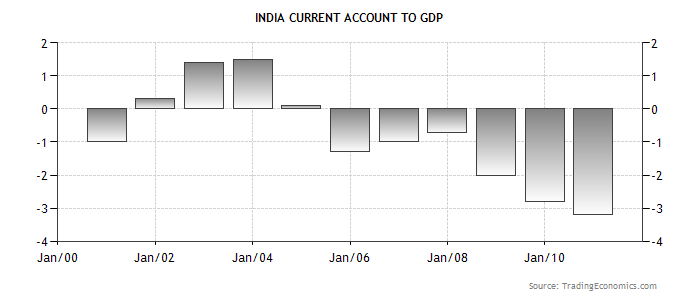 INDIA CURRENT ACCOUNT TO GDP
2 2
1 1
0 0
-1 -1
-2 -2
-3 -3
-4 -4
Jan/00 Jan/02 Jan/04 Jan/06 Jan/08 Jan/10
Source: TradingEconomics.com